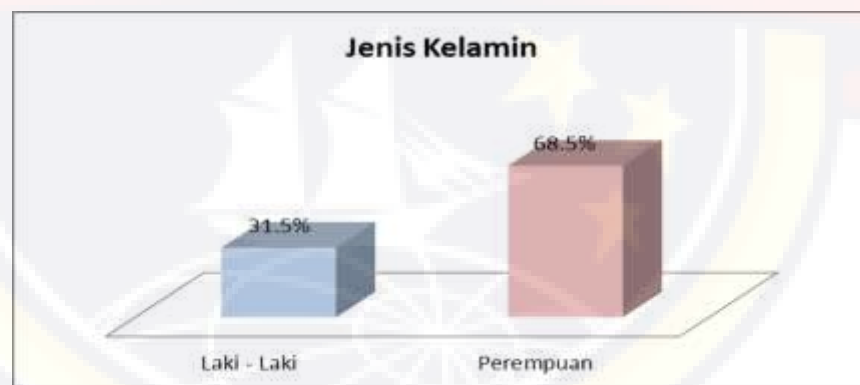 Jenis Kelamin
68.5%
31.5%
Laki - Laki
Perempuan